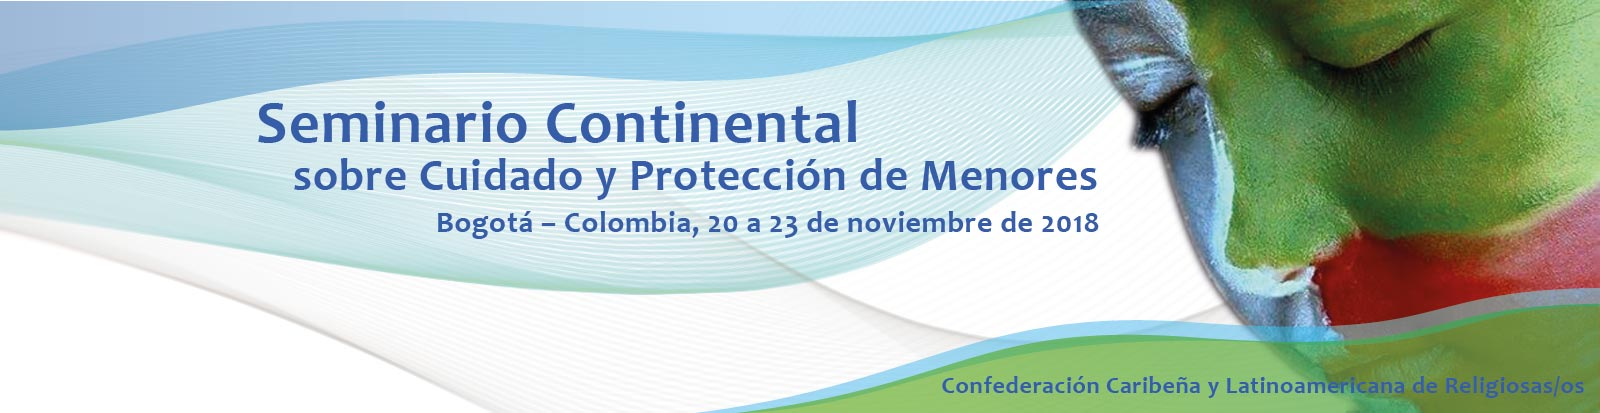 Seminario Continental
sobre Cuidado y Protección de Menores
Bogotá – Colombia, 20 a 23 de noviembre de 2018
Confederación Caribeña y Latinoamericana de Religiosas/os